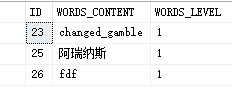 ID WORDS_CONTENT WORDS_LEVEL
23 changed_gamble 1
25 阿瑞纳斯 1
26 fdf 1